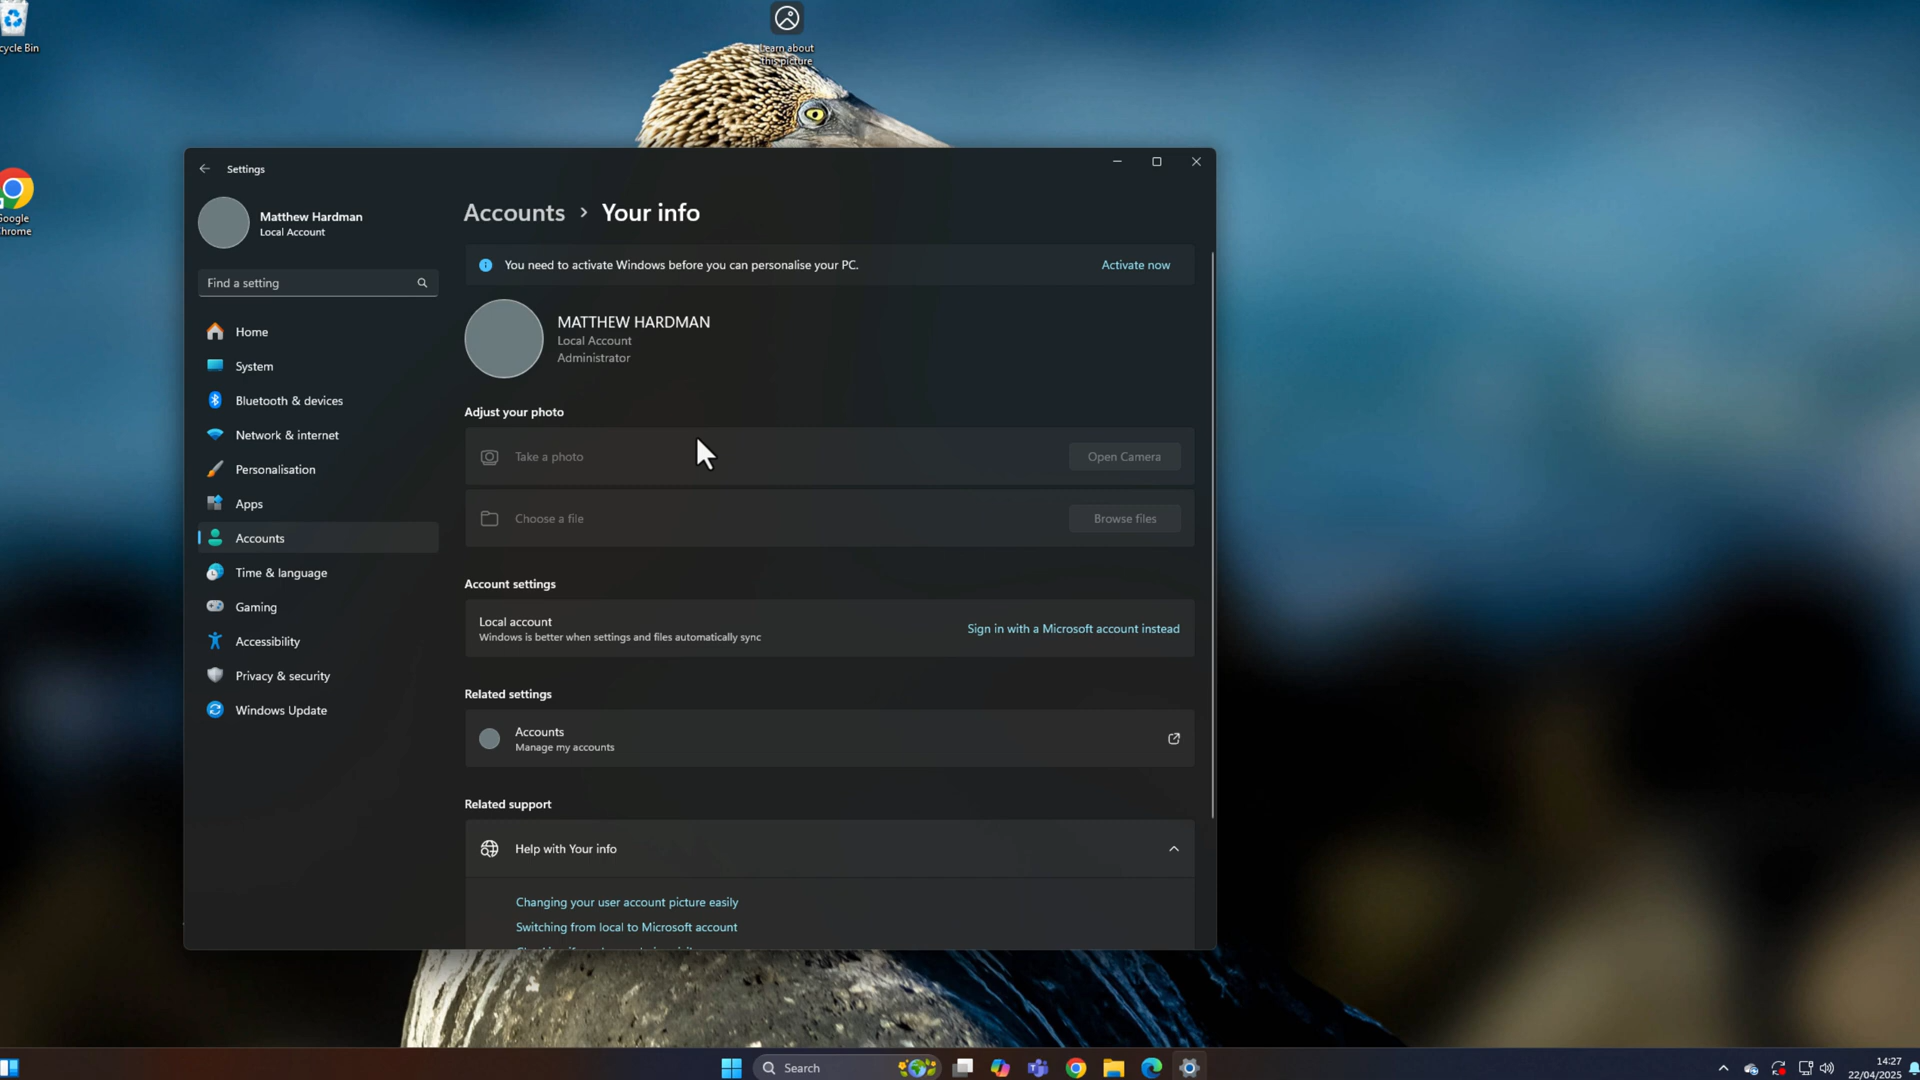 cycle Bin
Learn about
this picture
Google
hrome
Settings
Matthew Hardman
Local Account
Find a setting
Home
System
Bluetooth & devices
Network & internet
Personalisation
Apps
Accounts
Time & language
Gaming
Accessibility
Privacy & security
Windows Update
Accounts > Your info
You need to activate Windows before you can personalise your PC.
Activate now
MATTHEW HARDMAN
Local Account
Administrator
Adjust your photo
Take a photo
Open Camera
Choose a file
Browse files
Account settings
Local account
Windows is better when settings and files automatically sync
Sign in with a Microsoft account instead
Related settings
Accounts
Manage my accounts
Related support
Help with Your info
Changing your user account picture easily
Switching from local to Microsoft account
Search
14:27
22/04/2025